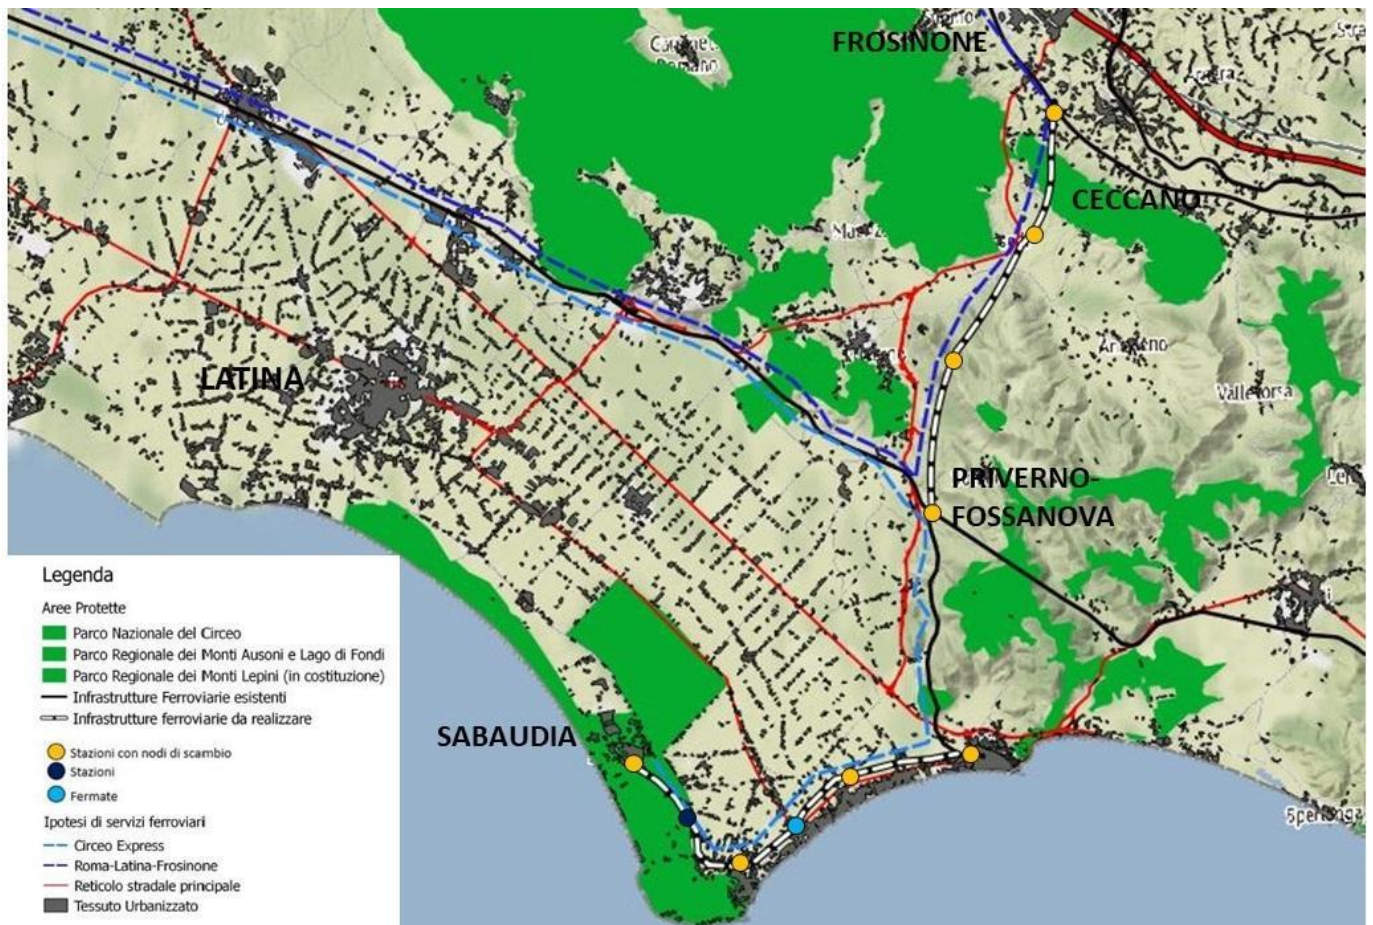 FROSINONE
CECCANO
LATINA
PRIVERNO-
FOSSANOVA
SABAUDIA
Legenda
Aree Protette
Parco Nazionale del Circeo
Parco Regionale dei Monti Ausoni e Lago di Fondi
Parco Regionale dei Monti Lepini (in costituzione)
Infrastrutture Ferroviarie esistenti
Infrastrutture ferroviarie da realizzare
Stazioni con nodi di scambio
Stazioni
Fermate
Ipotesi di servizi ferroviari
Circeo Express
Roma-Latina-Frosinone
Reticolo stradale principale
Tessuto Urbanizzato